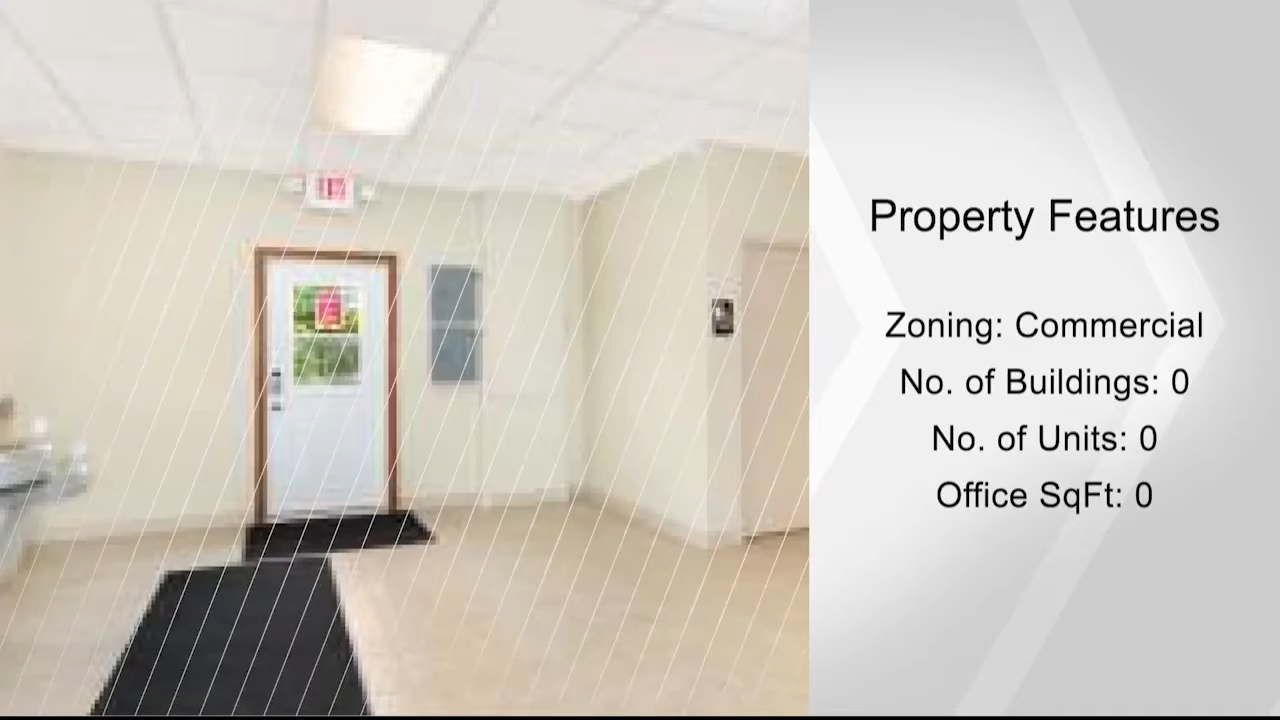 Property Features
Zoning: Commercial
No. of Buildings: 0
No. of Units: 0
Office SqFt: 0